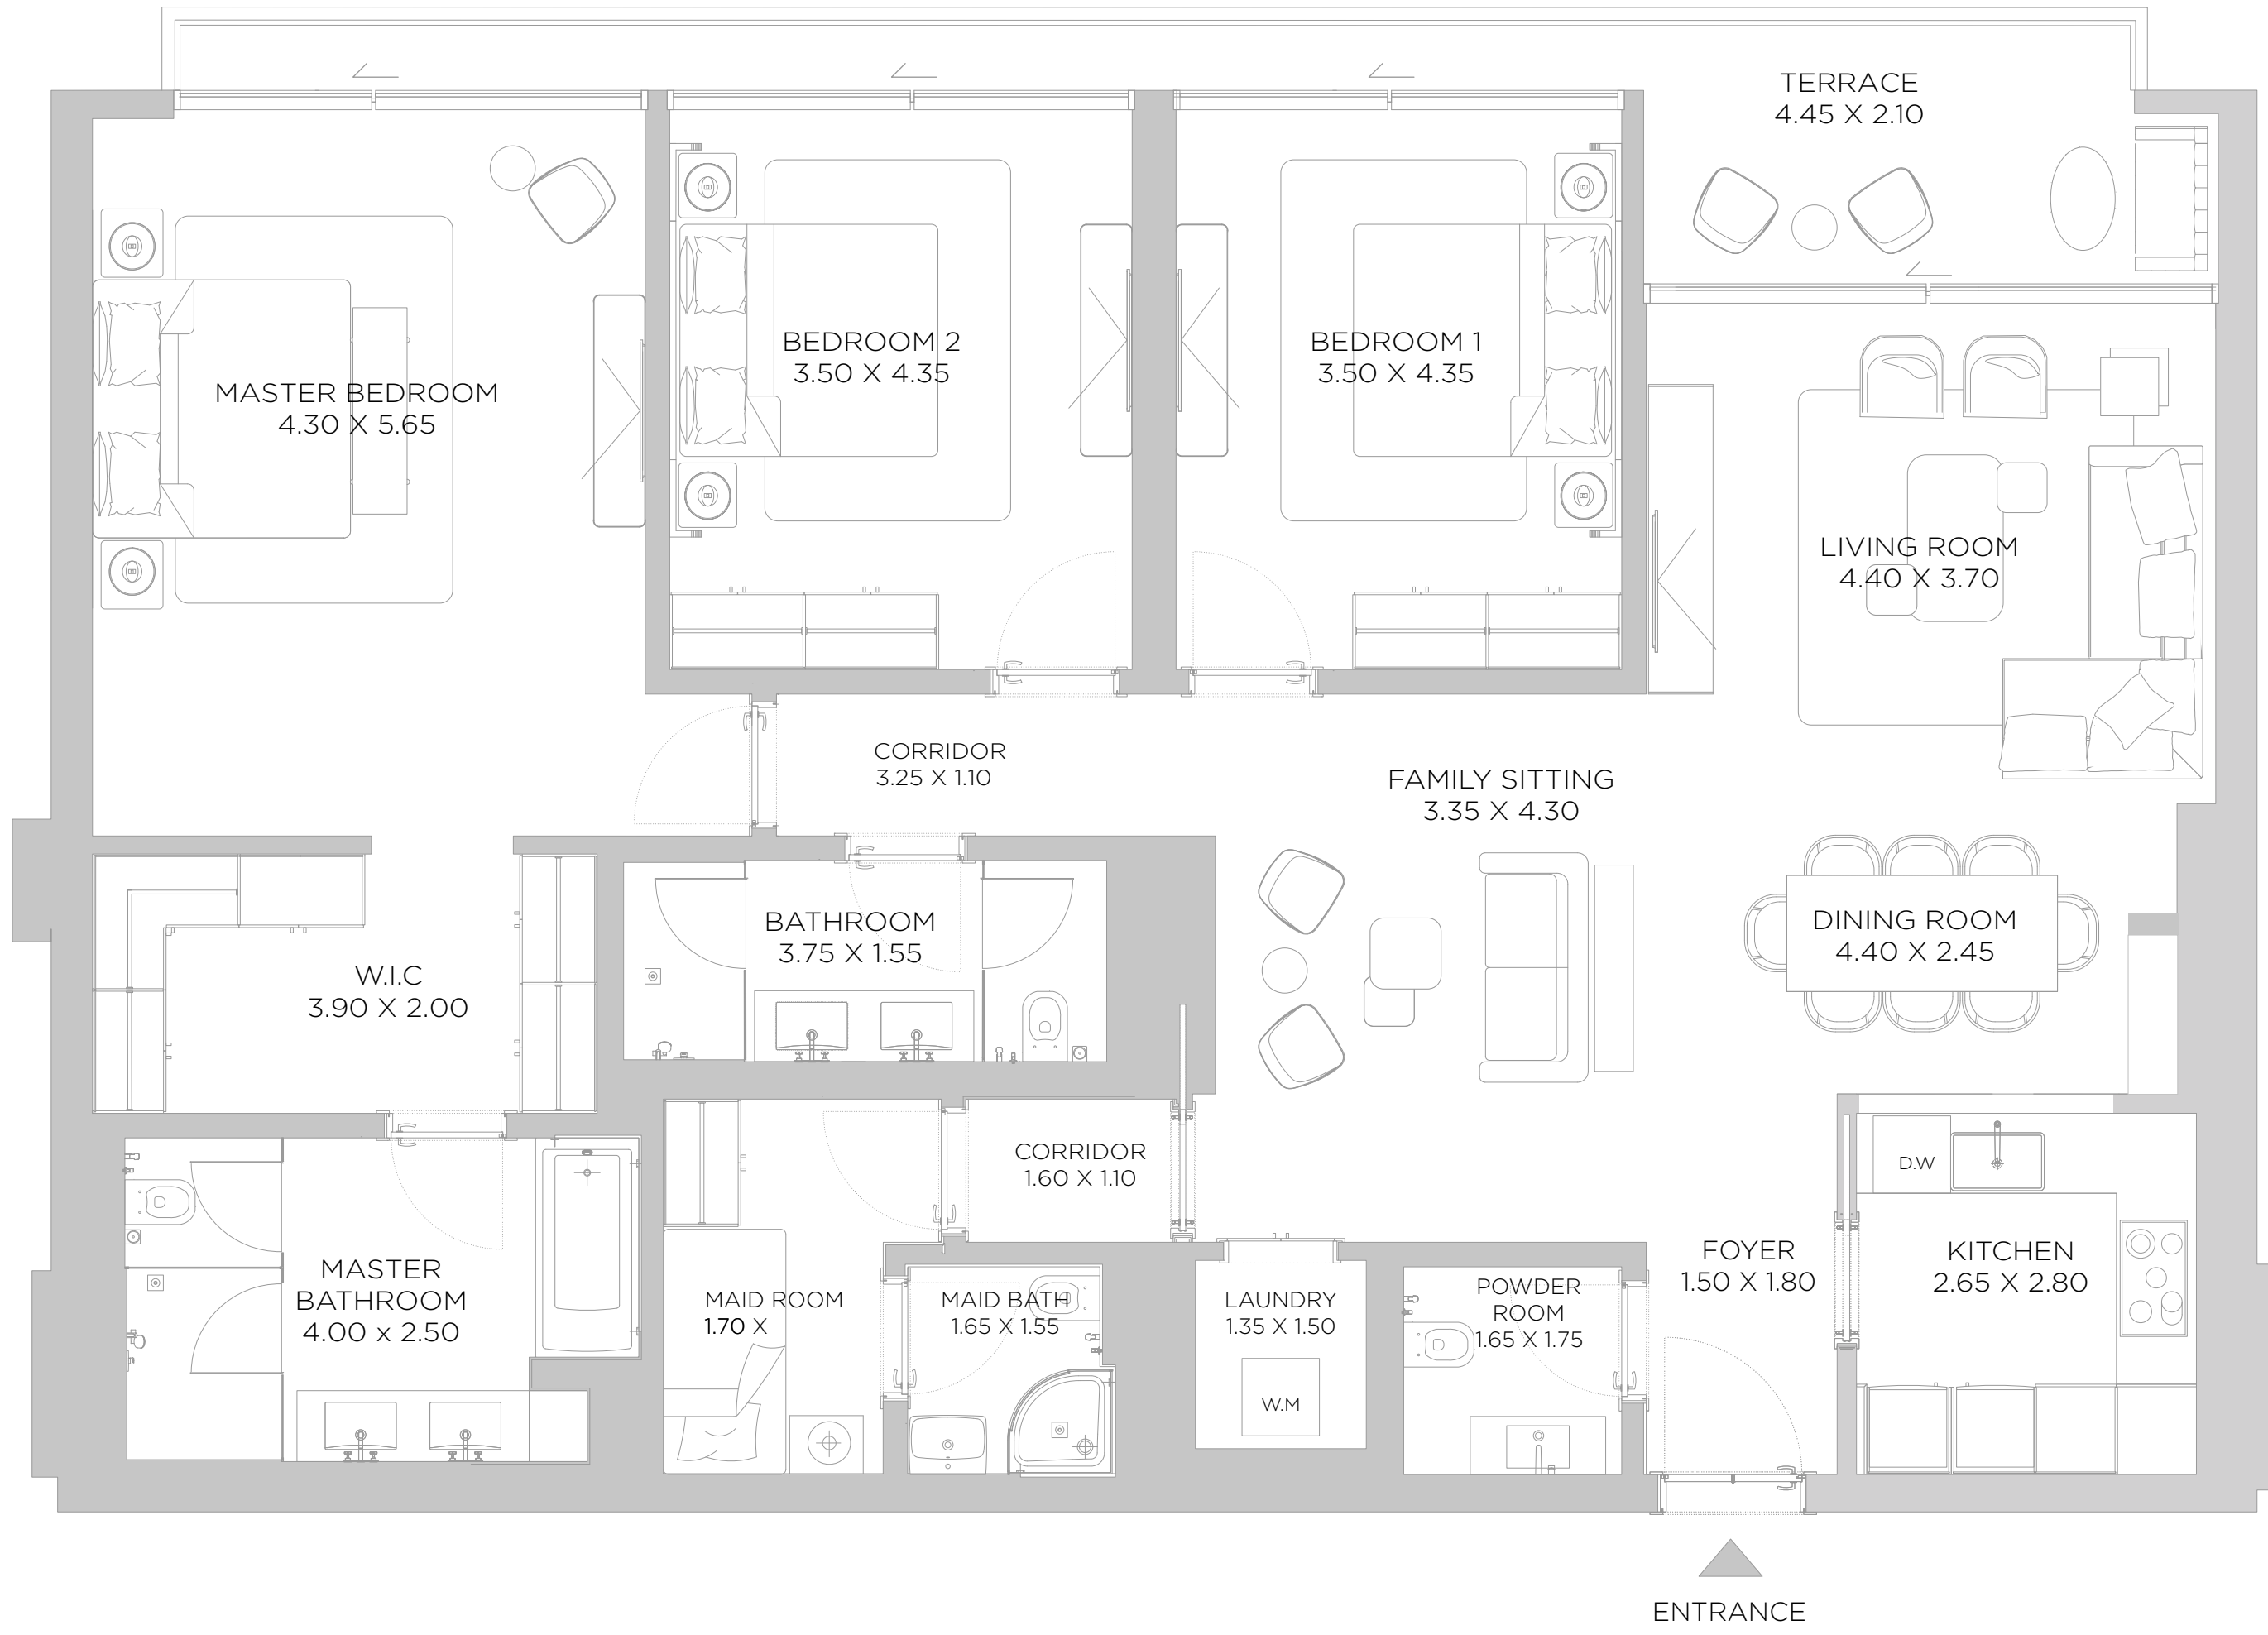 TERRACE
4.45 X 2.10
BEDROOM 2
3.50 X 4.35
BEDROOM 1
3.50 X 4.35
MASTER BEDROOM
4.30 X 5.65
LIVING ROOM
4.40 X 3.70
CORRIDOR
3.25 X 1.10
FAMILY SITTING
3.35 X 4.30
BATHROOM
3.75 X 1.55
DINING ROOM
4.40 X 2.45
W.I.C
3.90 X 2.00
CORRIDOR
1.60 X 1.10
D.W
FOYER
1.50 X 1.80
KITCHEN
2.65 X 2.80
MASTER
BATHROOM
4.00 x 2.50
MAID ROOM
1.70 X
MAID BATH
1.65 X 1.55
LAUNDRY
1.35 X 1.50
POWDER
ROOM
1.65 X 1.75
W.M
ENTRANCE